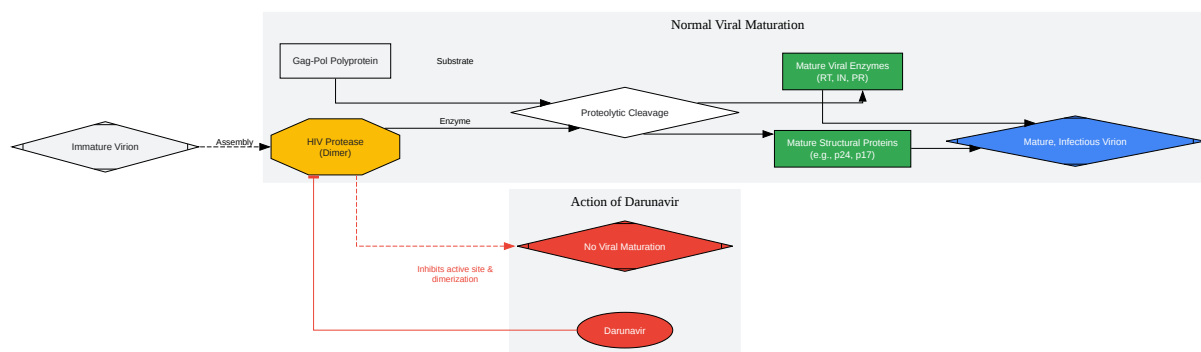 Normal Viral Maturation
Gag-Pol Polyprotein
Substrate
Mature Viral Enzymes
(RT, IN, PR)
Proteolytic Cleavage
Enzyme
Immature Virion
Assembly
HIV Protease
(Dimer)
Mature Structural Proteins
(e.g., p24, p17)
Mature, Infectious Virion
Action of Darunavir
No Viral Maturation
Inhibits active site &
dimerization
Darunavir